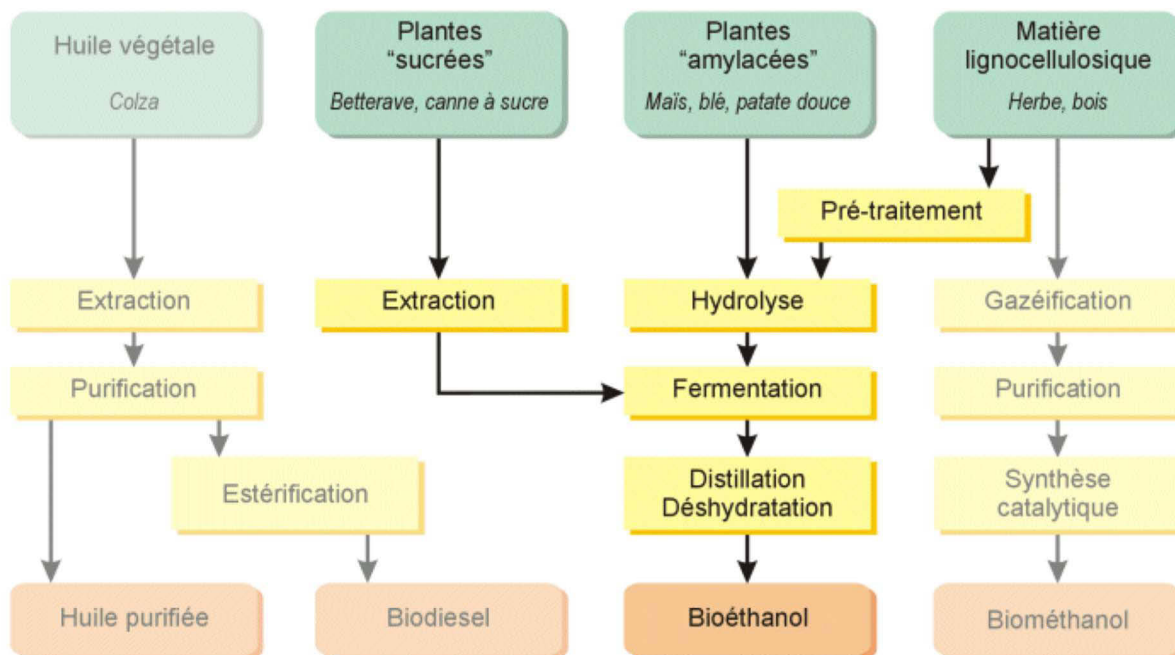 Huile végétale
Colza
Plantes
“sucrées”
Betterave, canne à sucre
Plantes
“amylacées”
Maïs, blé, patate douce
Matière
lignocellulosique
Herbe, bois
Pré-traitement
Extraction
Extraction
Hydrolyse
Gazéification
Purification
Fermentation
Purification
Estérification
Distillation
Déshydratation
Synthèse
catalytique
Huile purifiée
Biodiesel
Bioéthanol
Biométhanol